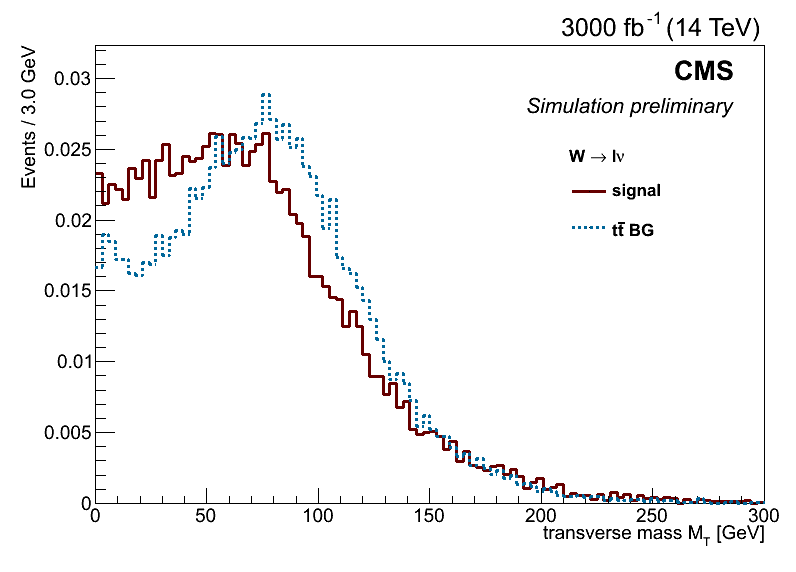 3000 fb⁻¹ (14 TeV)
CMS
Simulation preliminary
W → lν
signal
tt̄ BG
Events / 3.0 GeV
0.03
0.025
0.02
0.015
0.01
0.005
0
0 50 100 150 200 250 300
transverse mass M_T [GeV]